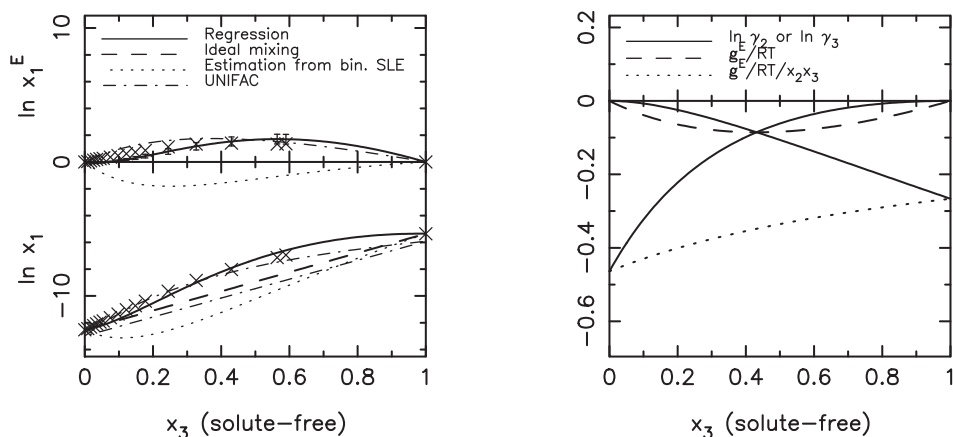 10
Regression
Ideal mixing
Estimation from bin. SLE
UNIFAC
ln x₁ᴱ
0
ln x₁
−10
0 0.2 0.4 0.6 0.8 1
x₃ (solute−free)
0.2
ln γ₂ or ln γ₃
gᴱ/RT
gᴱ/RT/x₂x₃
0
−0.2
−0.4
−0.6
0 0.2 0.4 0.6 0.8 1
x₃ (solute−free)